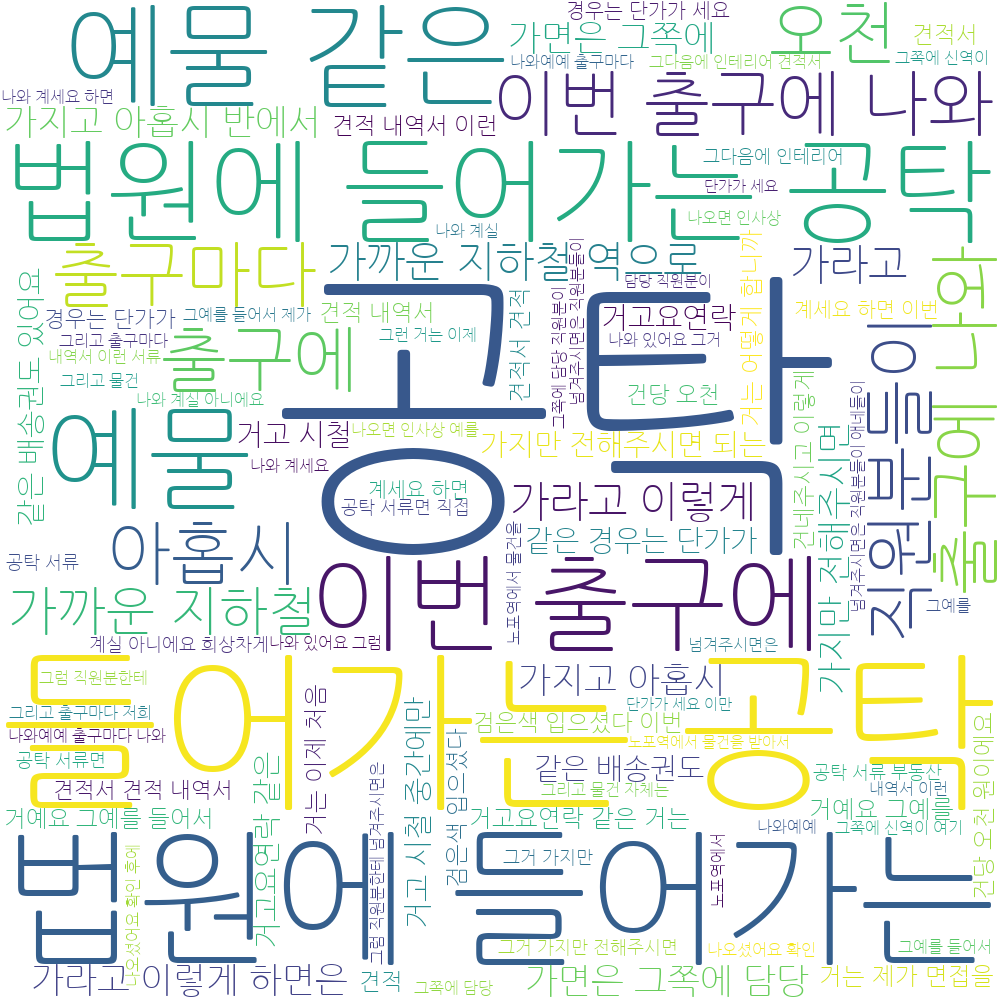 경우는 단가가 세요
예물 같은
가면은 그쪽에
오천
견적서
나와예예 출구마다
그다음에 인테리어 견적서
그쪽에 신역이
나와 계세요 하면
이번 출구에 나와
가지고 아홉시 반에서
견적 내역서 이런
법원에 들어가는 공탁
그다음에 인테리어
단가가 세요
나오면 인사상
나와 계실
출구마다
가까운 지하철 역으로
가라고
담당 직원분이
거는 어떻게 합니까
출구에 나와
같은 배송권도 있어요
경우는 단가가
그예를 들어서 제가
견적 내역서
거고요연락
계세요 하면 이번
그리고 출구마다
그런 거는 이제
나와 있어요 그거
내역서 이런 서류
출구에
견적서 견적
그쪽에 담당 직원분이
넘겨주시면은 직원분들이
공탁
그리고 물건
건당 오천
직원분들이
나와 계실 아니에요
예물
거고 시철
나오면 인사상 예를
가지만 전해주시면 되는
건네주시고 이렇게
가지만 전해주시면
넘겨주시면은 직원분들이 얘네들이
나와 계세요
계세요 하면
가라고 이렇게
공탁 서류면 직접
아홉시
같은 경우는 단가가
노포역에서 물건을
공탁 서류
이번 출구에
가까운 지하철
그예를
계실 아니에요 희상차게
나와 있어요 그럼
넘겨주시면은
들어가는 공탁
그럼 직원분한테
가지고 아홉시
그리고 출구마다 저희
단가가 세요 이만
거는 이제 처음
검은색 입으셨다 이번
나와예예 출구마다 나와
노포역에서 물건을 받아서
공탁 서류면
같은 배송권도
공탁 서류 부동산
견적서 견적 내역서
그리고 물건 자체는
내역서 이런
거고요연락 같은
그럼 직원분한테 넘겨주시면은
거고 시철 중간에만
검은색 입으셨다
거예요 그예를 들어서
거고요연락 같은 거는
거예요 그예를
나와예예
그쪽에 신역이 여기
건당 오천 원이에요
법원에 들어가는
나오셨어요 확인 후에
그거 가지만
노포역에서
그거 가지만 전해주시면
나오셨어요 확인
그예를 들어서
가라고 이렇게 하면은
견적
그쪽에 담당
가면은 그쪽에 담당
거는 제가 면접을